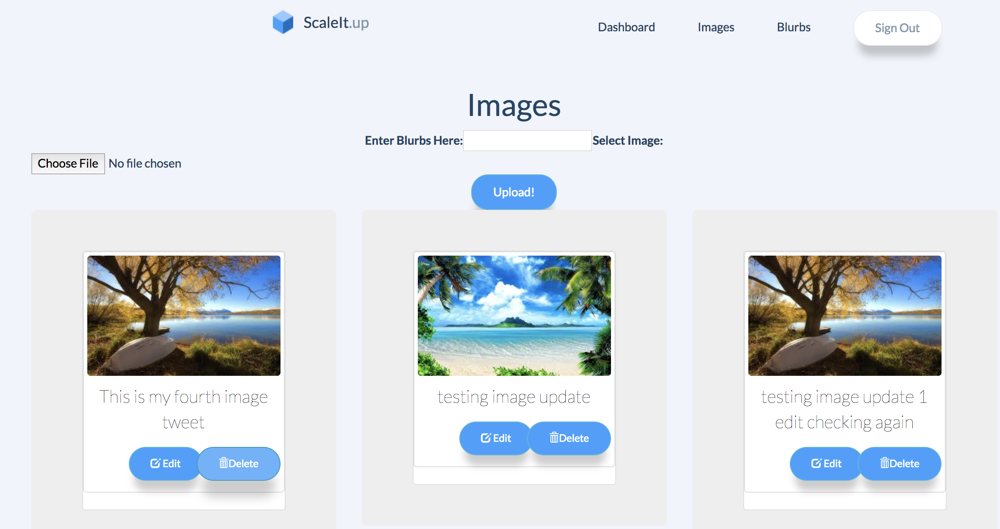 ScaleIt.up
Dashboard Images Blurbs Sign Out
Images
Enter Blurbs Here: Select Image:
Choose File No file chosen
Upload!
This is my fourth image
tweet
Edit Delete
testing image update
Edit Delete
testing image update 1
edit checking again
Edit Delete